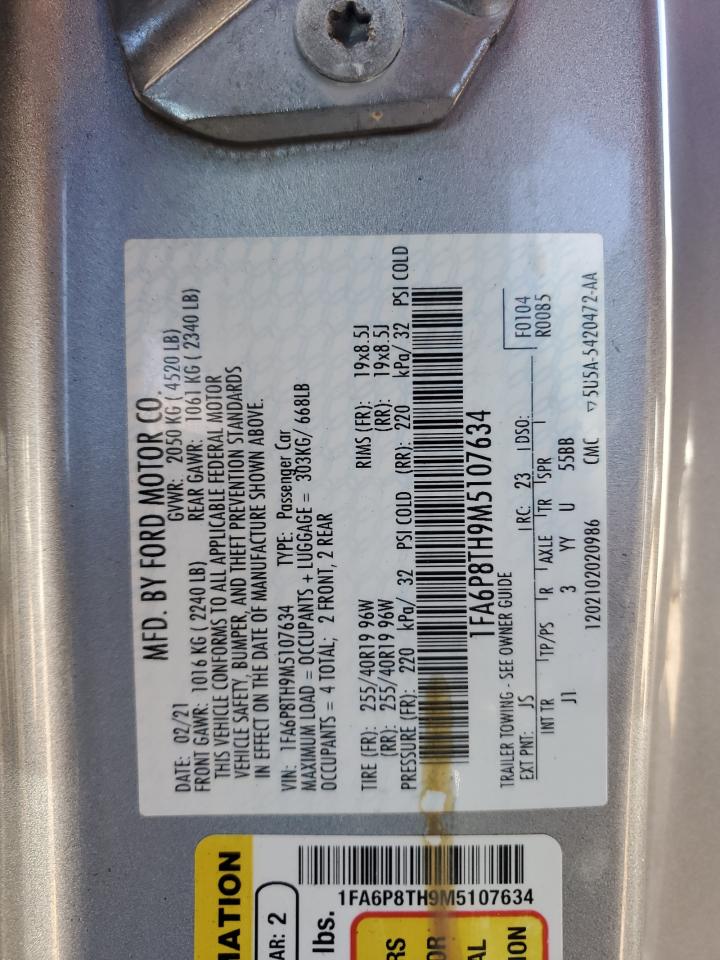 MFD. BY FORD MOTOR CO.
DATE: 02/21 GVWR: 2050 KG ( 4520 LB)
FRONT GAWR: 1016 KG ( 2240 LB) REAR GAWR: 1061 KG ( 2340 LB)
THIS VEHICLE CONFORMS TO ALL APPLICABLE FEDERAL MOTOR
VEHICLE SAFETY, BUMPER, AND THEFT PREVENTION STANDARDS
IN EFFECT ON THE DATE OF MANUFACTURE SHOWN ABOVE.
VIN: 1FA6P8TH9M5107634 TYPE: Passenger Car
MAXIMUM LOAD = OCCUPANTS + LUGGAGE = 303KG/ 668LB
OCCUPANTS = 4 TOTAL; 2 FRONT, 2 REAR
TIRE (FR): 255/40R19 96W RIMS (FR): 19x8.5J
(RR): 255/40R19 96W (RR): 19x8.5J
PRESSURE (FR): 220 kPa/ 32 PSI COLD (RR): 220 kPa/ 32 PSI COLD
1FA6P8TH9M5107634
TRAILER TOWING - SEE OWNER GUIDE F0104
EXT PNT: JS RC: 23 DSO: R0085
INT TR TP/PS R AXLE TR SPR
J1 3 YY U 55BB
1202102020986 CMC ▽5U5A-5420472-AA
MATION
AR: 2
lbs.
1FA6P8TH9M5107634
RS
OR
AL
ION